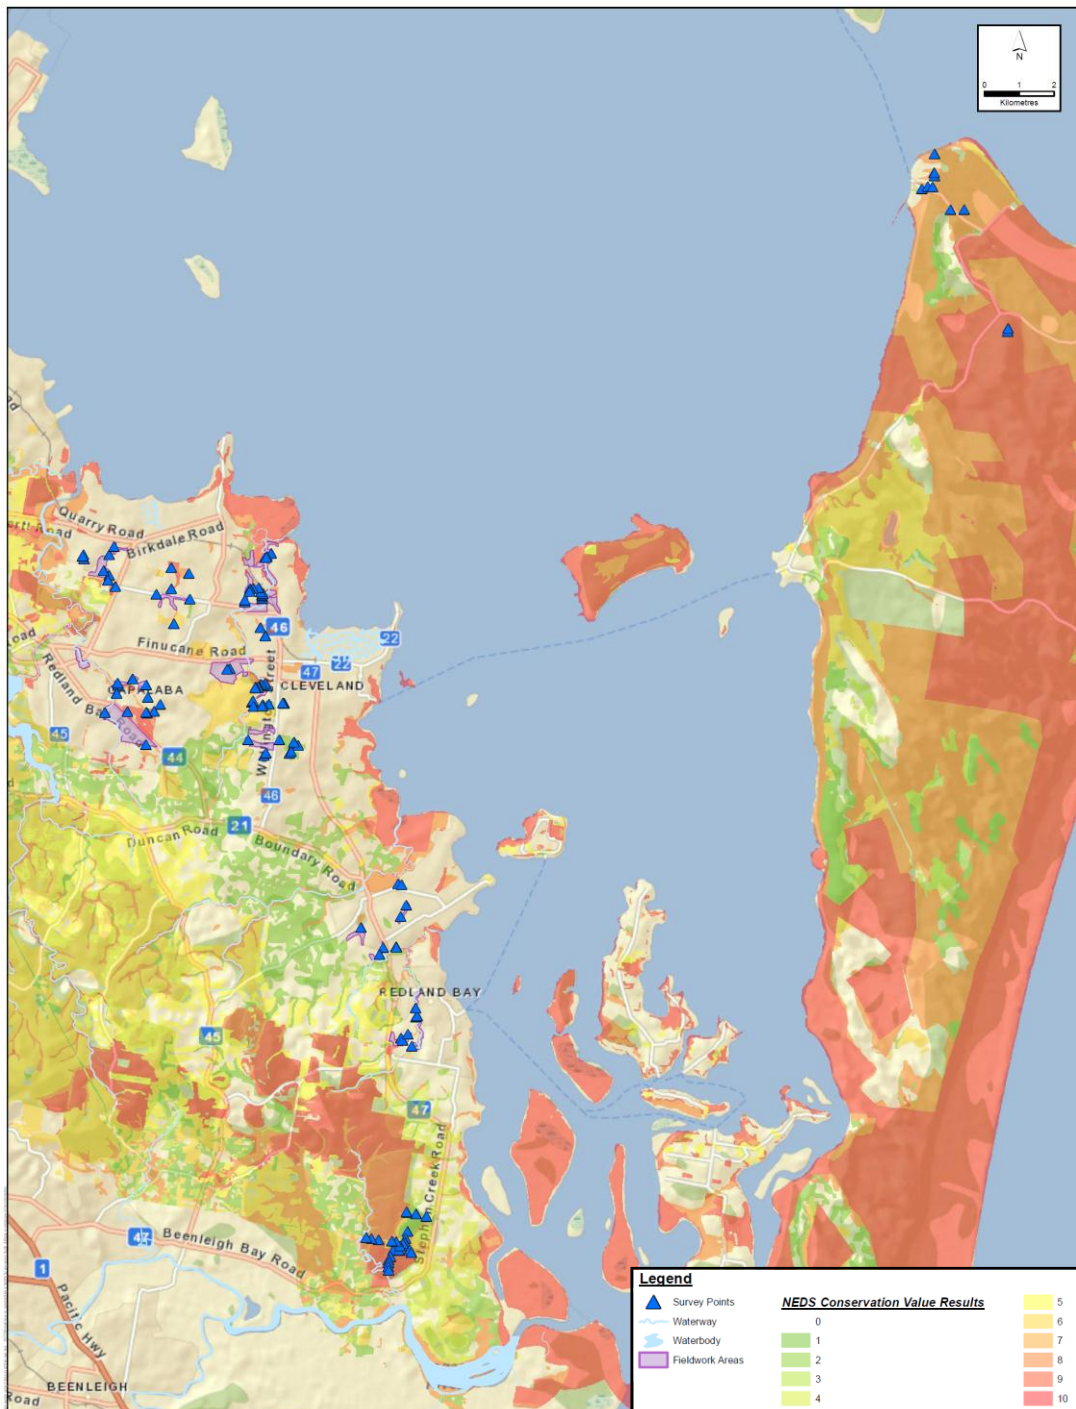 N
0 1 2
Kilometres
Quarry Road
Birkdale Road
Road
46
22
Finucane Road
22
47
Road
Redland Bay Road
CAPALABA
CLEVELAND
Wellington Street
45
44
46
21
Duncan Road
Boundary Road
REDLAND BAY
45
47
Stephen Creek Road
47
Beenleigh Bay Road
1
Pacific Hwy
BEENLEIGH
Road
Legend
Survey Points
Waterway
Waterbody
Fieldwork Areas
NEDS Conservation Value Results
0
1
2
3
4
5
6
7
8
9
10